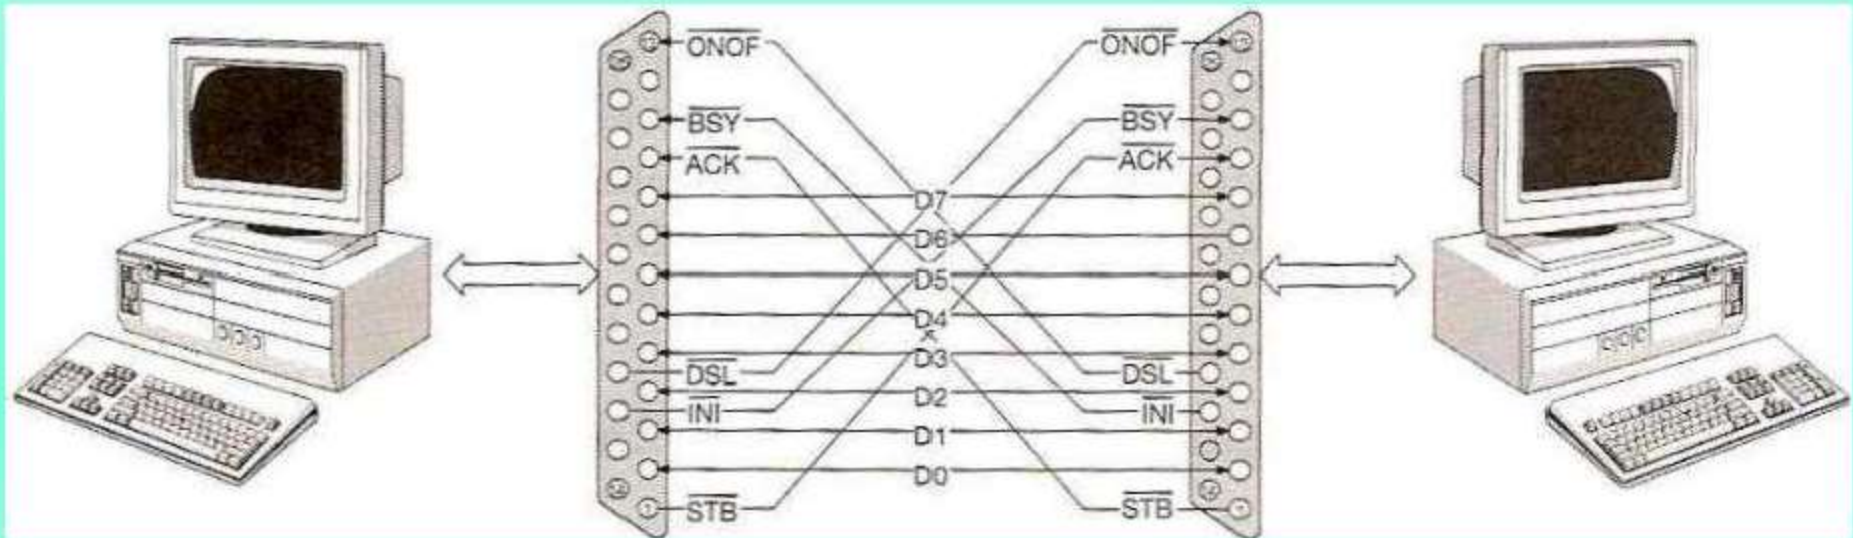 ONOF ONOF
BSY BSY
ACK ACK
D7
D6
D5
D4
D3
DSL DSL
D2
INI INI
D1
D0
STB STB